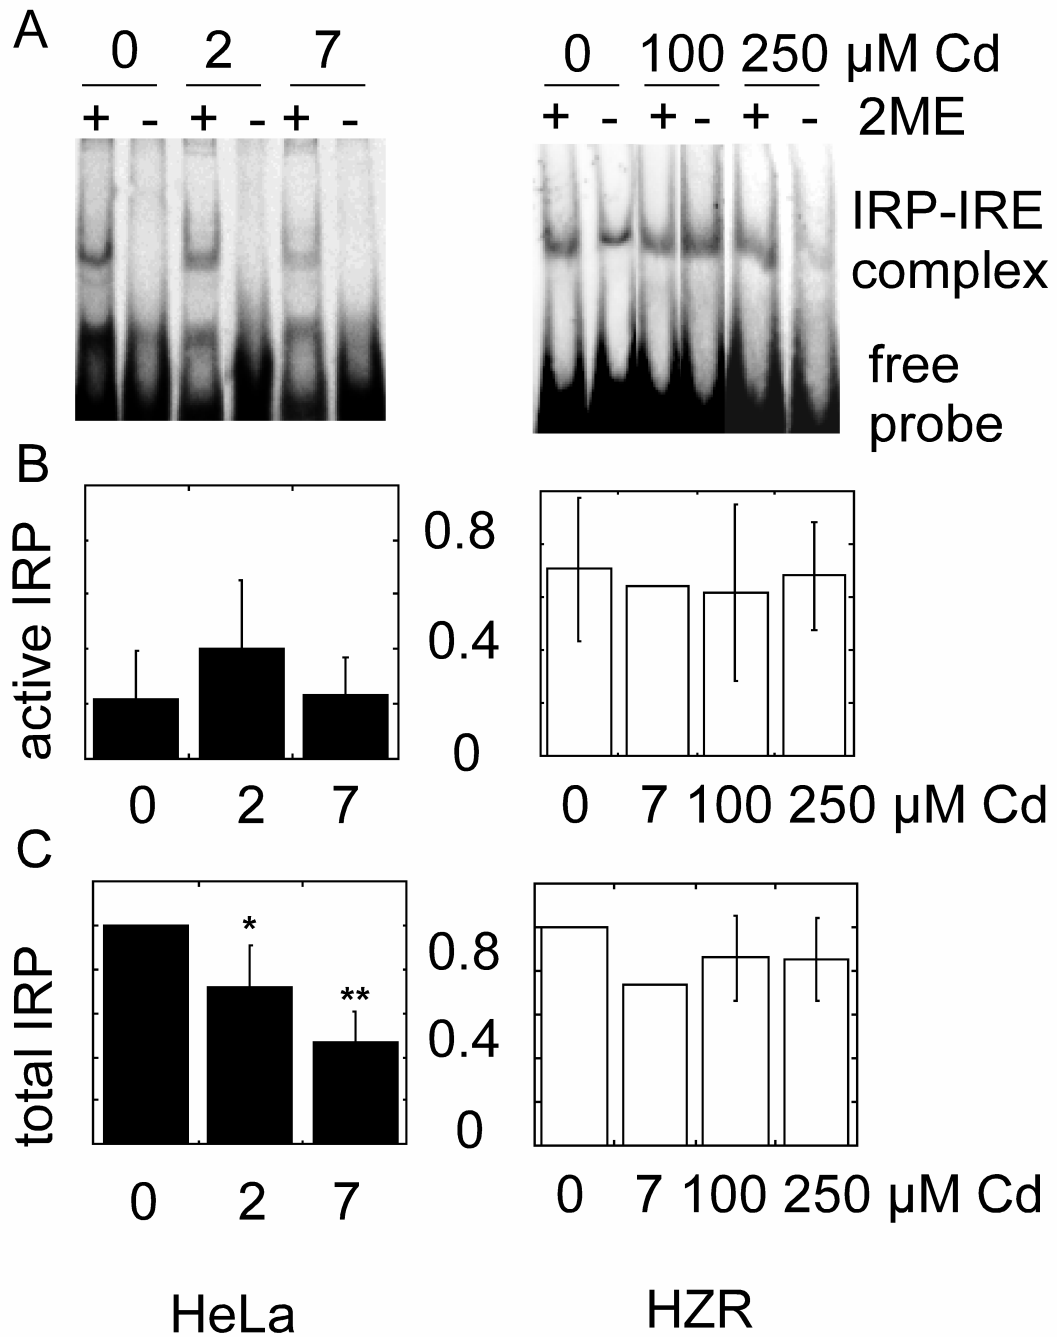 A
0 2 7
0 100 250 µM Cd
+ - + - + -
+ - + - + - 2ME
IRP-IRE
complex
free
probe
B
active IRP
0.8
0.4
0
0 2 7
0 7 100 250 µM Cd
C
total IRP
* **
0.8
0.4
0
0 2 7
0 7 100 250 µM Cd
HeLa
HZR